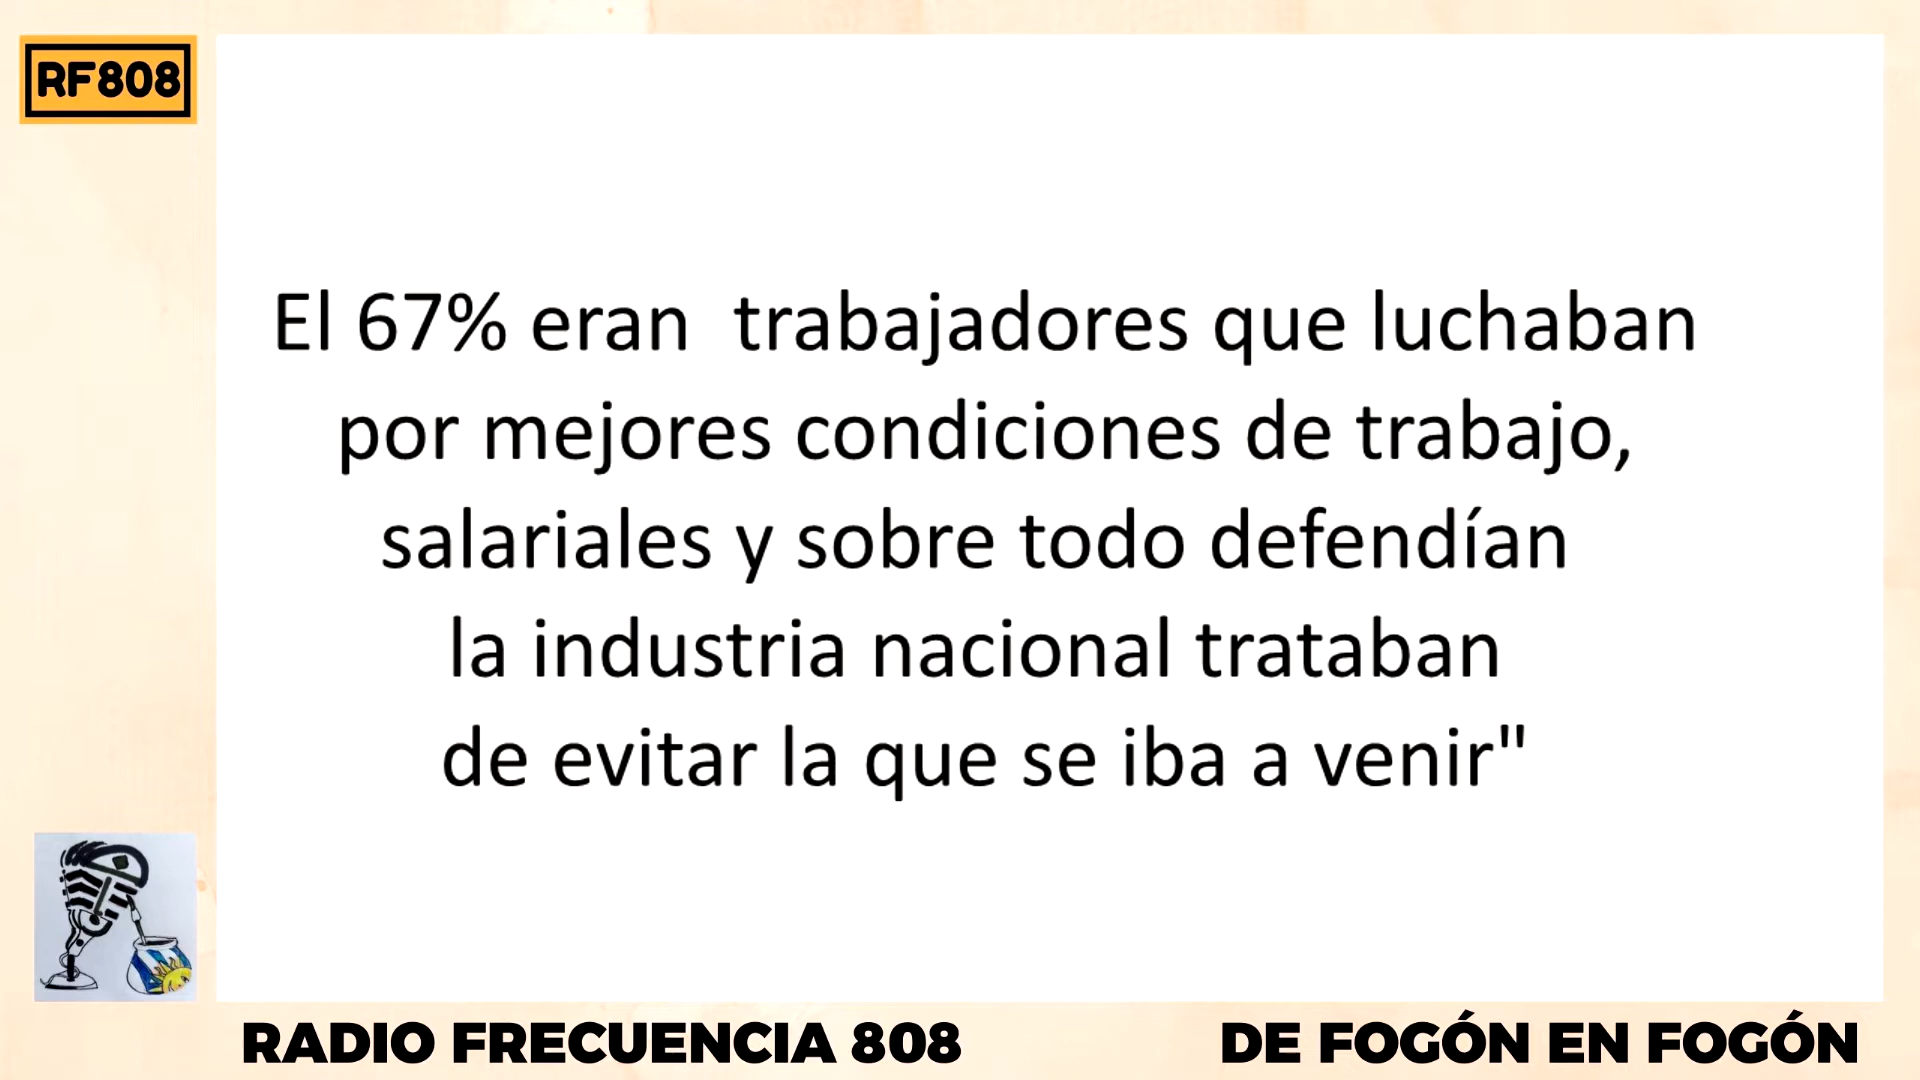 RF808
El 67% eran  trabajadores que luchaban
por mejores condiciones de trabajo,
salariales y sobre todo defendían
la industria nacional trataban
de evitar la que se iba a venir"
RADIO FRECUENCIA 808
DE FOGÓN EN FOGÓN